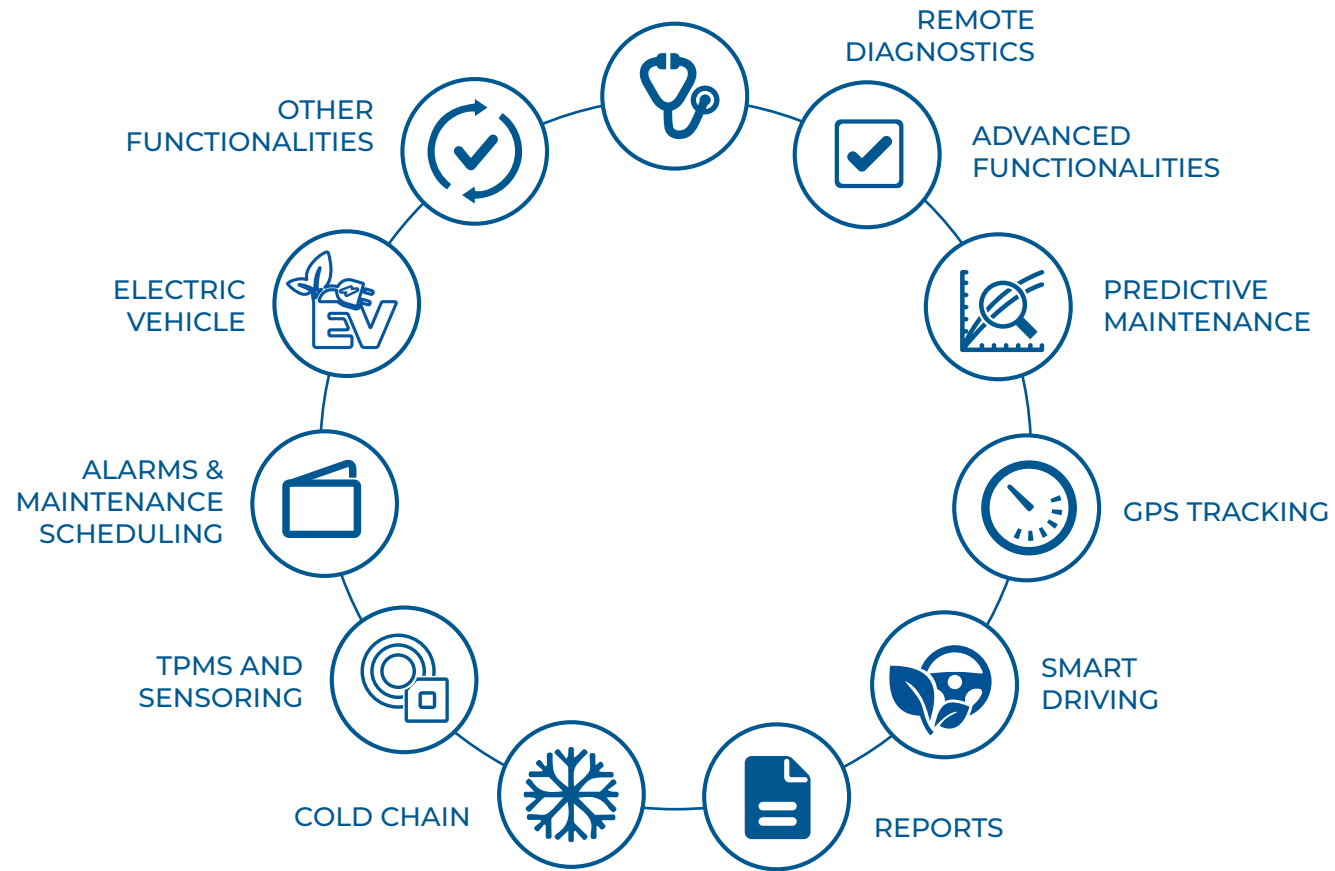 REMOTE
DIAGNOSTICS
OTHER
FUNCTIONALITIES
ADVANCED
FUNCTIONALITIES
ELECTRIC
VEHICLE
EV
PREDICTIVE
MAINTENANCE
ALARMS &
MAINTENANCE
SCHEDULING
GPS TRACKING
TPMS AND
SENSORING
SMART
DRIVING
COLD CHAIN
REPORTS